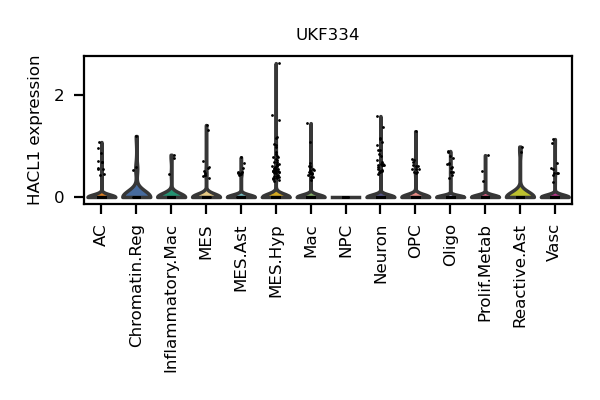 UKF334
HACL1 expression
2
0
AC
Chromatin.Reg
Inflammatory.Mac
MES
MES.Ast
MES.Hyp
Mac
NPC
Neuron
OPC
Oligo
Prolif.Metab
Reactive.Ast
Vasc